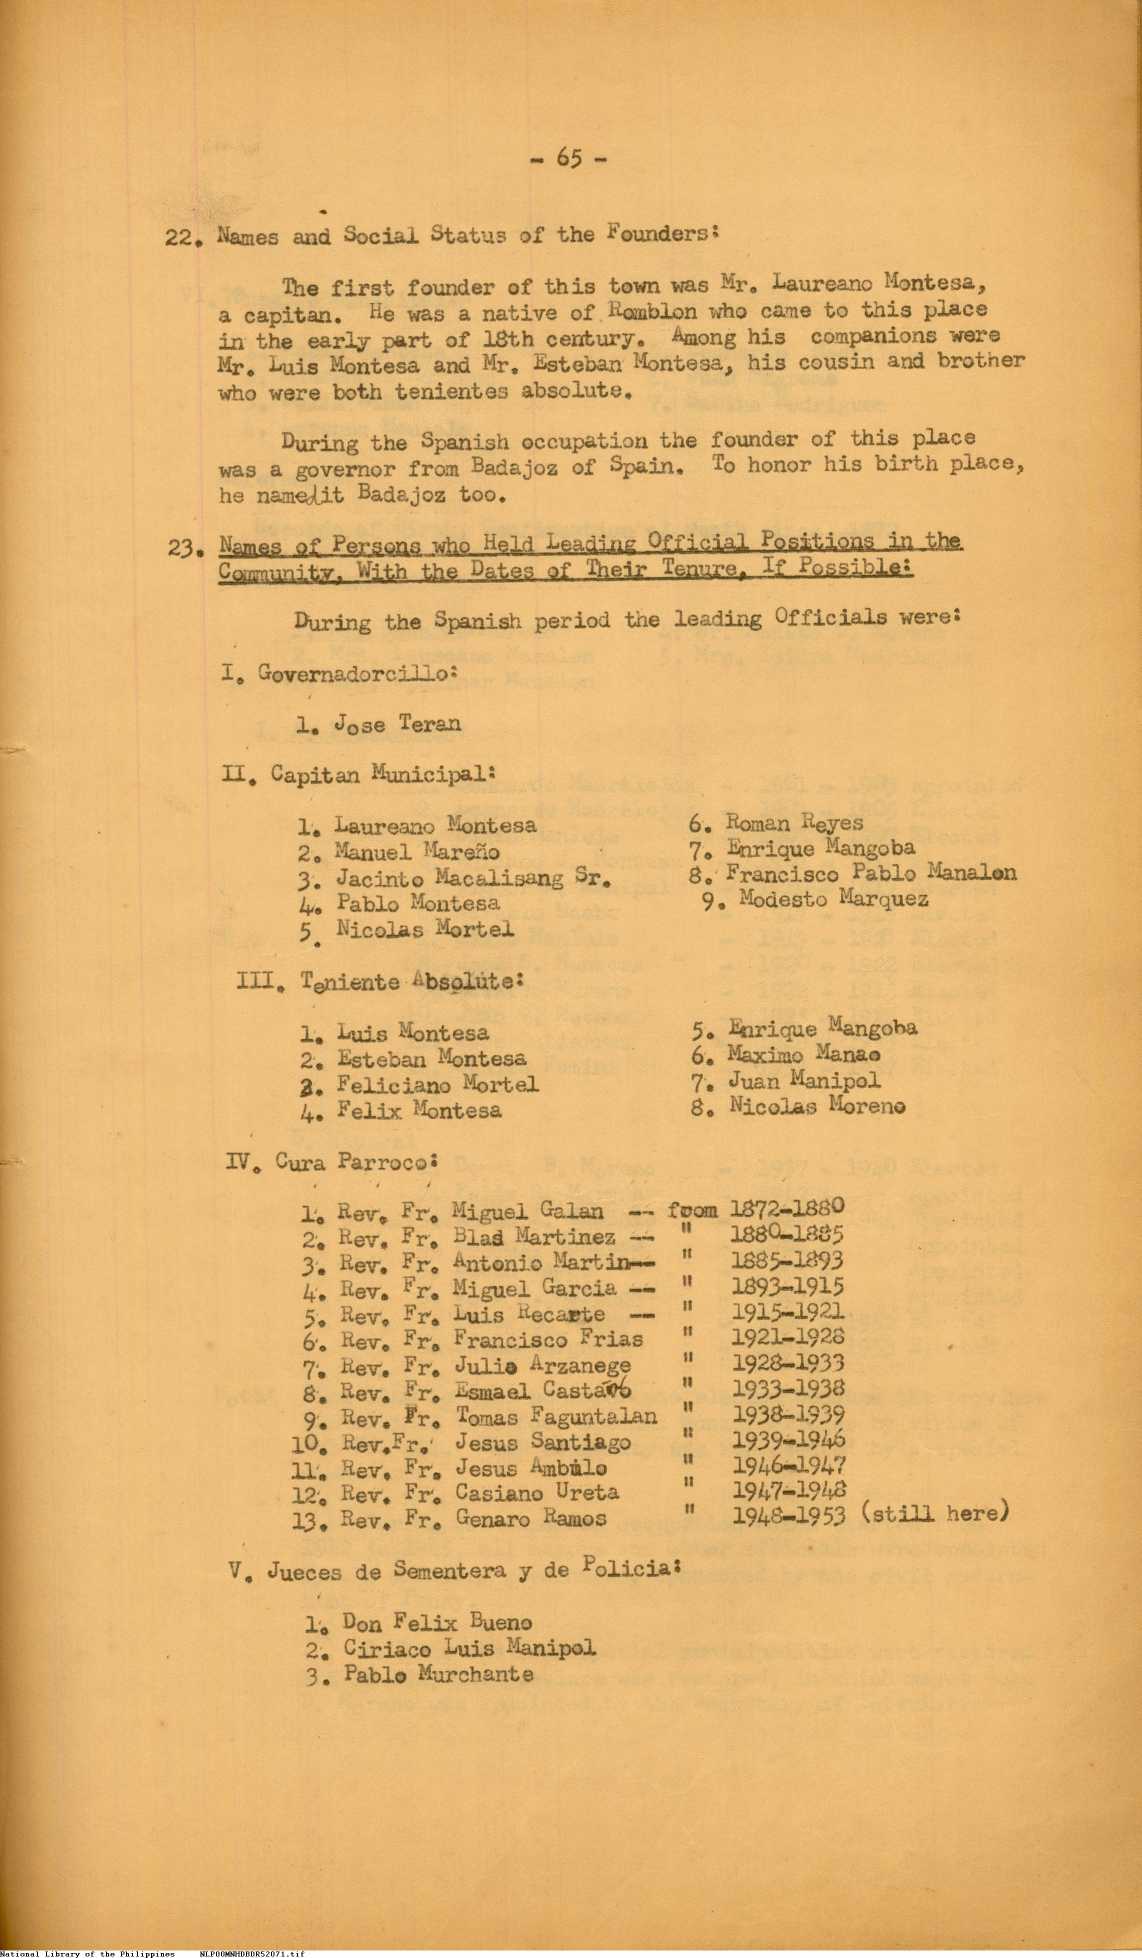 - 65 -
22. Names and Social Status of the Founders:
The first founder of this town was Mr. Laureano Montesa,
a capitan. He was a native of Romblon who came to this place
in the early part of 18th century. Among his companions were
Mr. Luis Montesa and Mr. Esteban Montesa, his cousin and brother
who were both tenientes absolute.
During the Spanish occupation the founder of this place
was a governor from Badajoz of Spain. To honor his birth place,
he named it Badajoz too.
23. Names of Persons who Held Leading Official Positions in the
Community, With the Dates of Their Tenure, If Possible:
During the Spanish period the leading Officials were:
I. Governadorcillo:
1. Jose Teran
II. Capitan Municipal:
1. Laureano Montesa
2. Manuel Mareño
3. Jacinto Macalisang Sr.
4. Pablo Montesa
5. Nicolas Mortel
6. Roman Reyes
7. Enrique Mangoba
8. Francisco Pablo Manalon
9. Modesto Marquez
III. Teniente Absolute:
1. Luis Montesa
2. Esteban Montesa
3. Feliciano Mortel
4. Felix Montesa
5. Enrique Mangoba
6. Maximo Manao
7. Juan Manipol
8. Nicolas Moreno
IV. Cura Parroco:
1. Rev. Fr. Miguel Galan -- from 1872-1880
2. Rev. Fr. Blas Martinez -- " 1880-1885
3. Rev. Fr. Antonio Martin-- " 1885-1893
4. Rev. Fr. Miguel Garcia -- " 1893-1915
5. Rev. Fr. Luis Recarte -- " 1915-1921
6. Rev. Fr. Francisco Frias " 1921-1928
7. Rev. Fr. Julio Arzanege " 1928-1933
8. Rev. Fr. Esmael Castaño " 1933-1938
9. Rev. Fr. Tomas Faguntalan " 1938-1939
10. Rev.Fr. Jesus Santiago " 1939-1946
11. Rev. Fr. Jesus Ambulo " 1946-1947
12. Rev. Fr. Casiano Ureta " 1947-1948
13. Rev. Fr. Genaro Ramos " 1948-1953 (still here)
V. Jueces de Sementera y de Policia:
1. Don Felix Bueno
2. Ciriaco Luis Manipol
3. Pablo Murchante
National Library of the Philippines NLPOOMNHDBDR52071.tif